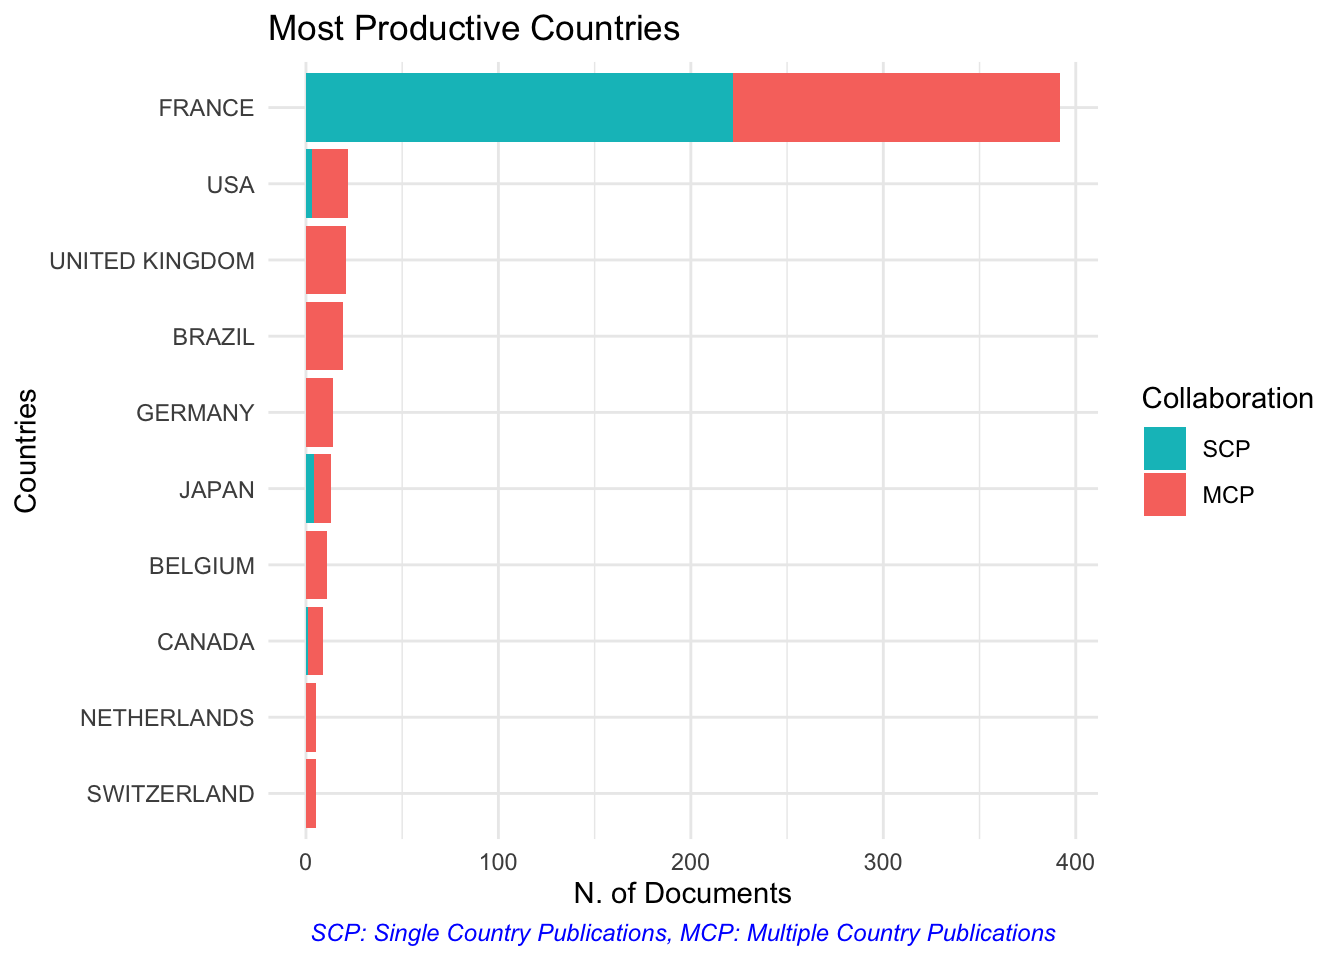 Most Productive Countries
FRANCE
USA
UNITED KINGDOM
BRAZIL
GERMANY
JAPAN
BELGIUM
CANADA
NETHERLANDS
SWITZERLAND
Countries
0 100 200 300 400
N. of Documents
SCP: Single Country Publications, MCP: Multiple Country Publications
Collaboration
SCP
MCP